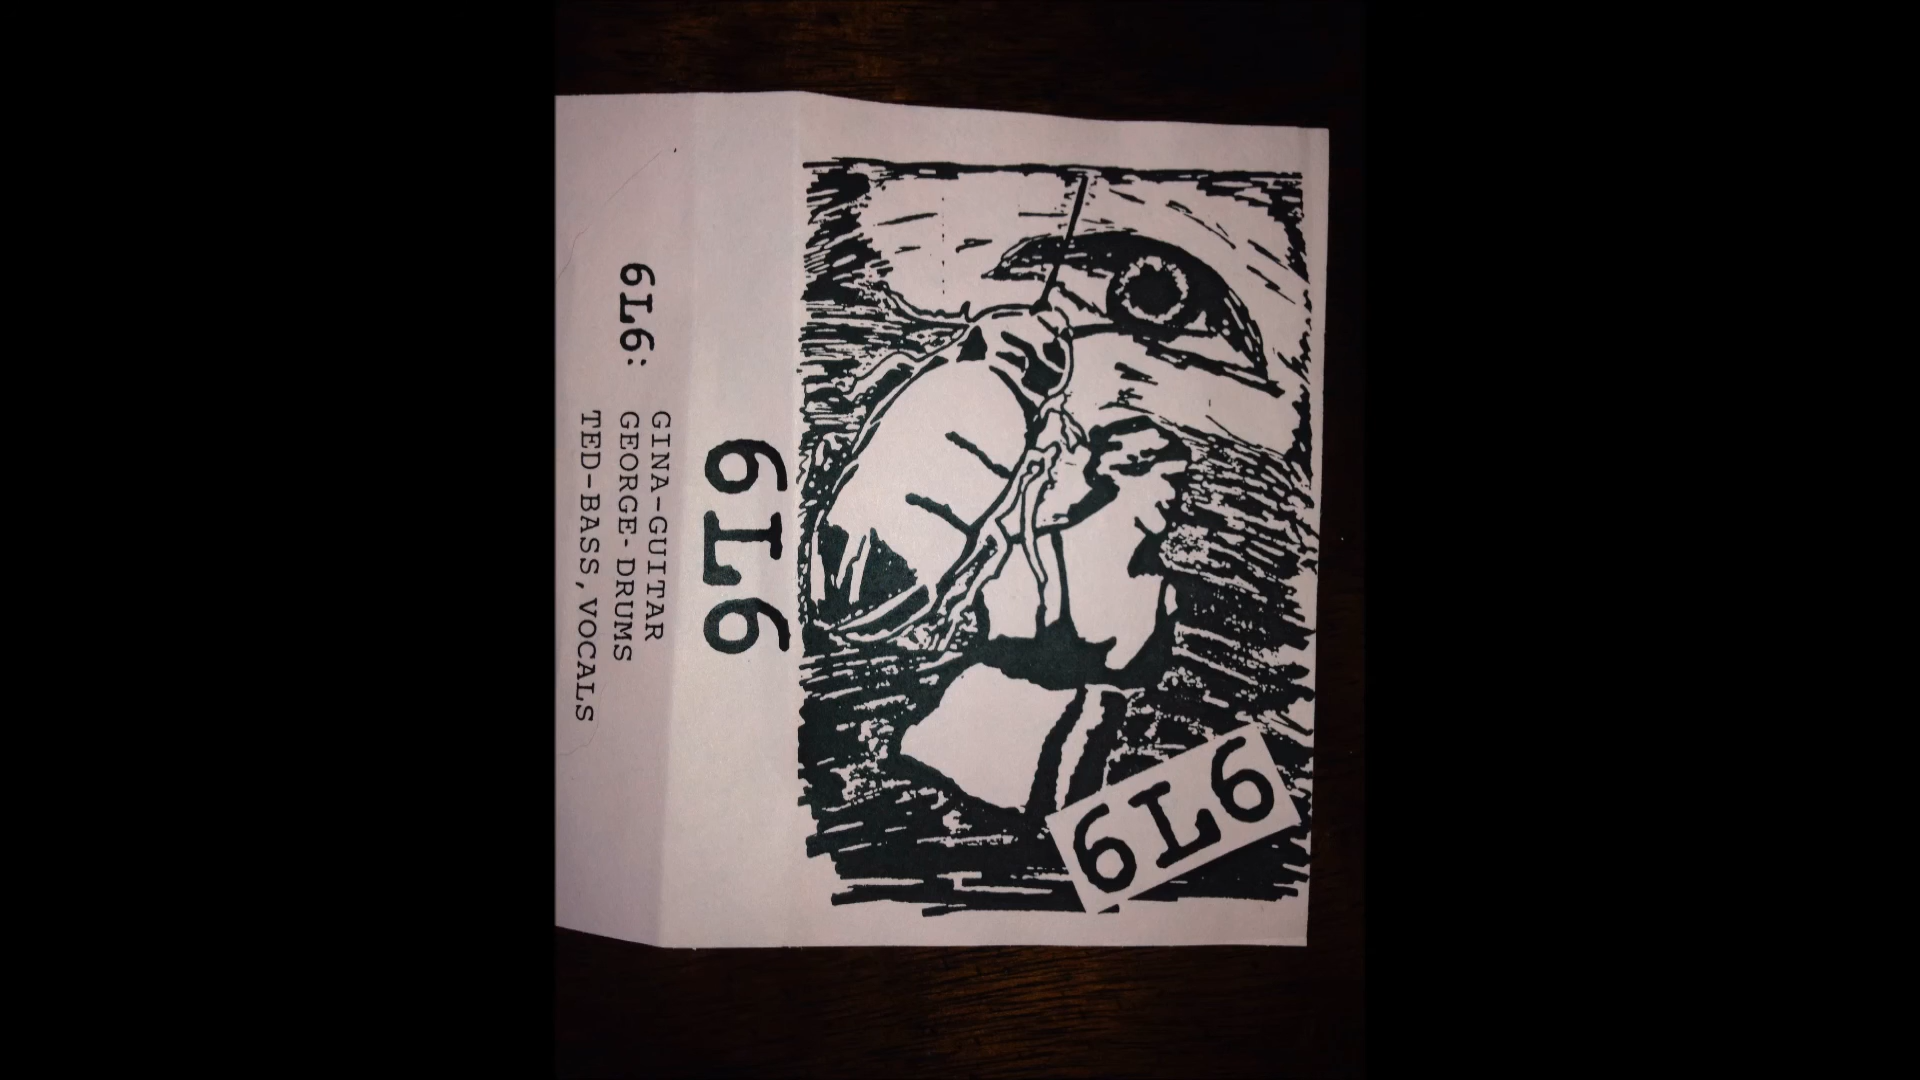 6L6
6L6
6L6:
GINA-GUITAR
GEORGE-DRUMS
TED-BASS,VOCALS